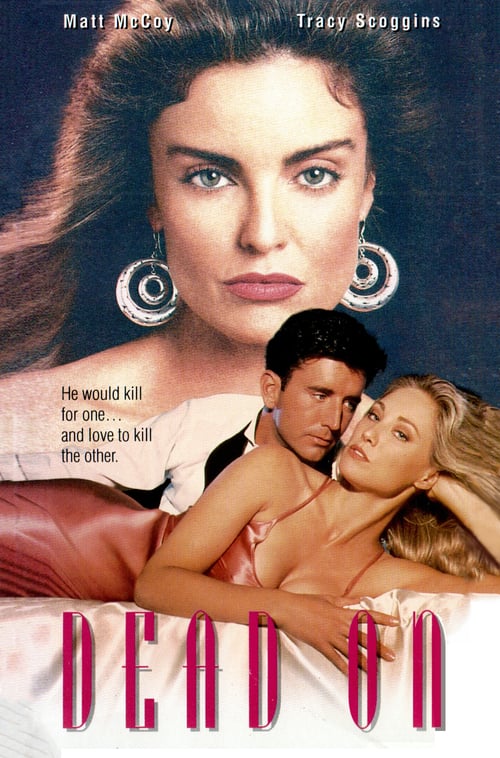 Matt McCoy Tracy Scoggins
He would kill
for one...
and love to kill
the other.
DEAD ON